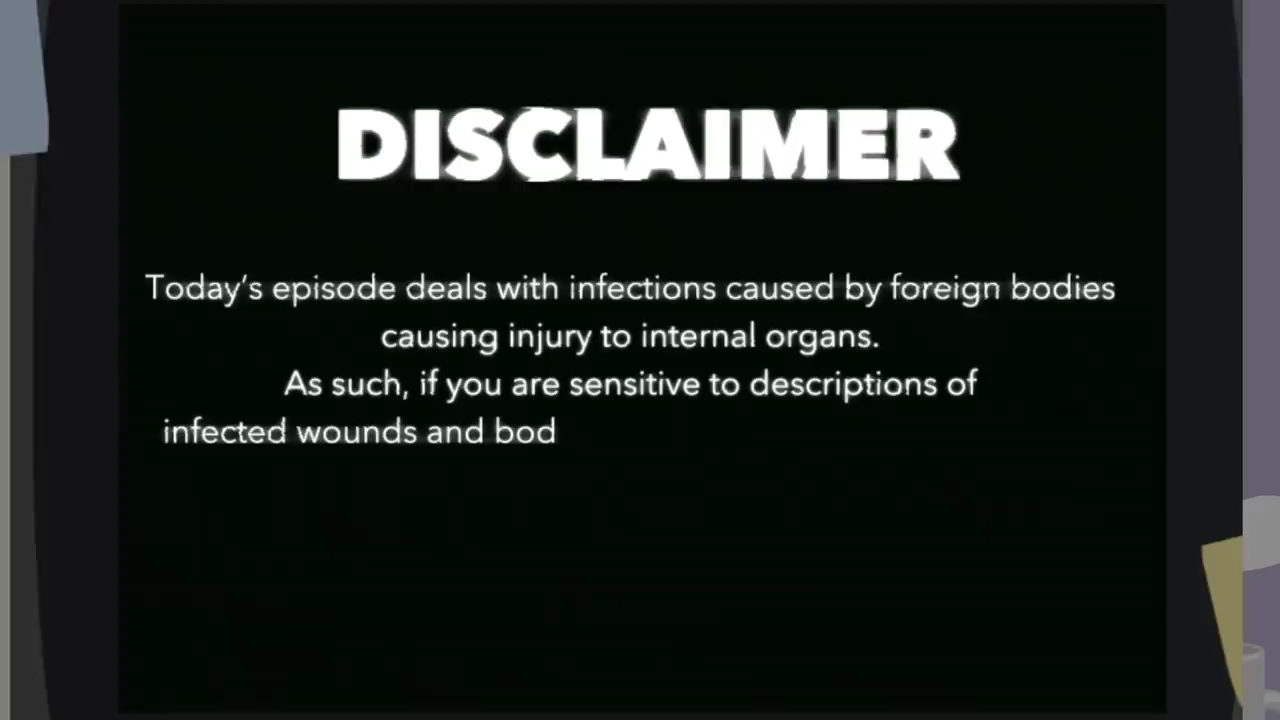 DISCLAIMER
Today's episode deals with infections caused by foreign bodies
causing injury to internal organs.
As such, if you are sensitive to descriptions of
infected wounds and bod